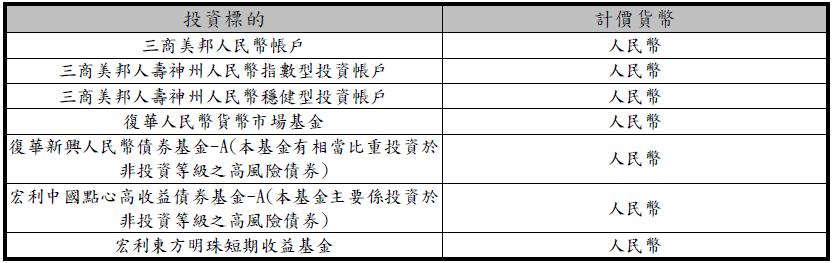 投資標的 計價貨幣
三商美邦人民幣帳戶 人民幣
三商美邦人壽神州人民幣指數型投資帳戶 人民幣
三商美邦人壽神州人民幣穩健型投資帳戶 人民幣
復華人民幣貨幣市場基金 人民幣
復華新興人民幣債券基金-A(本基金有相當比重投資於
非投資等級之高風險債券) 人民幣
宏利中國點心高收益債券基金-A(本基金主要係投資於
非投資等級之高風險債券) 人民幣
宏利東方明珠短期收益基金 人民幣